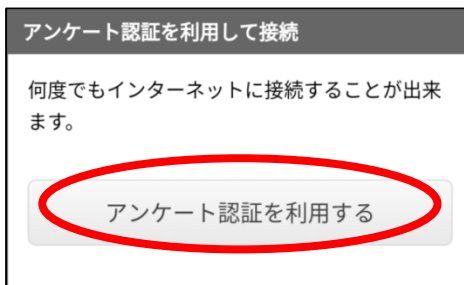 アンケート認証を利用して接続
何度でもインターネットに接続することが出来
ます。
アンケート認証を利用する